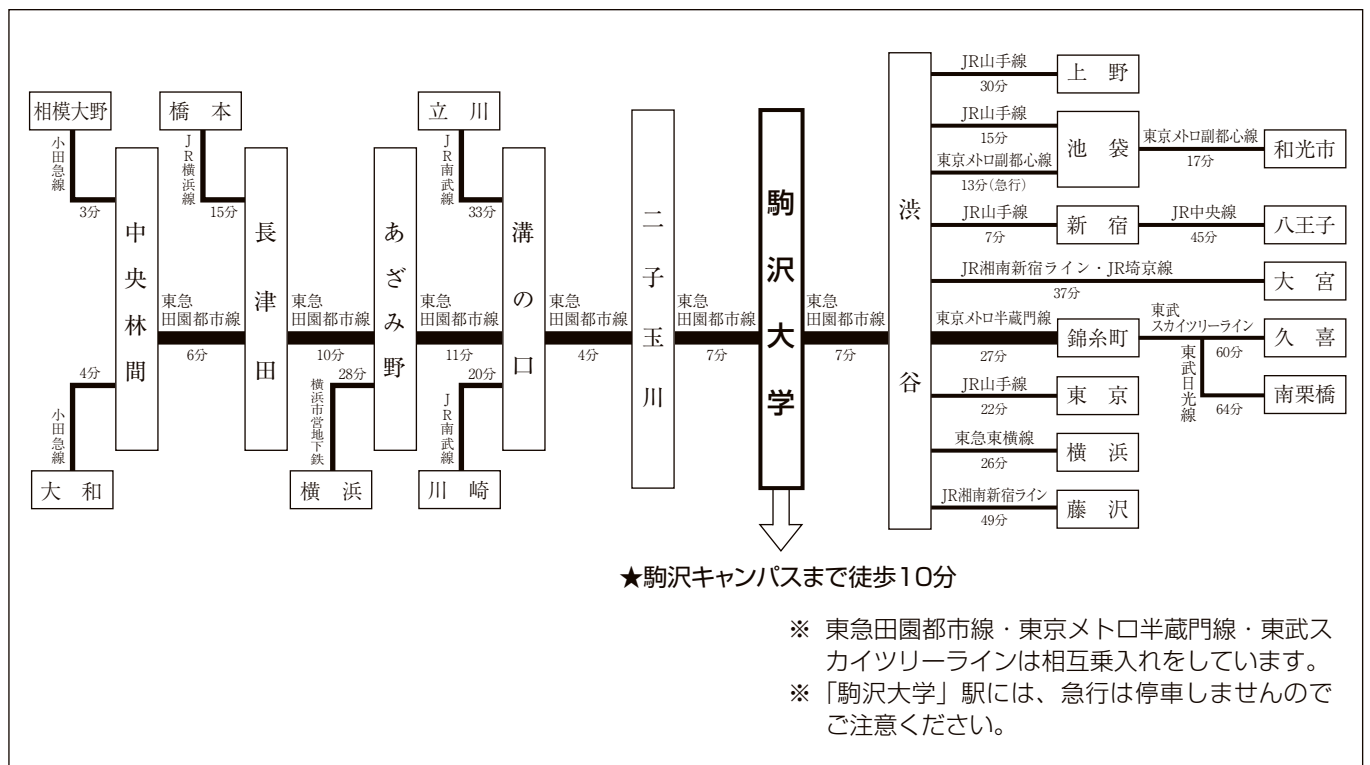 相模大野
小田急線
3分
中央林間
4分
小田急線
大和
東急
田園都市線
6分
橋本
JR横浜線
15分
長津田
東急
田園都市線
10分
あざみ野
28分
横浜市営地下鉄
横浜
東急
田園都市線
11分
立川
JR南武線
33分
溝の口
20分
JR南武線
川崎
東急
田園都市線
4分
二子玉川
東急
田園都市線
7分
駒沢大学
東急
田園都市線
7分
渋谷
JR山手線
30分
上野
JR山手線
15分
東京メトロ副都心線
13分(急行)
池袋
東京メトロ副都心線
17分
和光市
JR山手線
7分
新宿
JR中央線
45分
八王子
JR湘南新宿ライン・JR埼京線
37分
大宮
東京メトロ半蔵門線
27分
錦糸町
東武
スカイツリーライン
60分
久喜
東武日光線
64分
南栗橋
JR山手線
22分
東京
東急東横線
26分
横浜
JR湘南新宿ライン
49分
藤沢
★駒沢キャンパスまで徒歩10分
※ 東急田園都市線・東京メトロ半蔵門線・東武ス
カイツリーラインは相互乗入れをしています。
※ 「駒沢大学」駅には、急行は停車しませんので
ご注意ください。